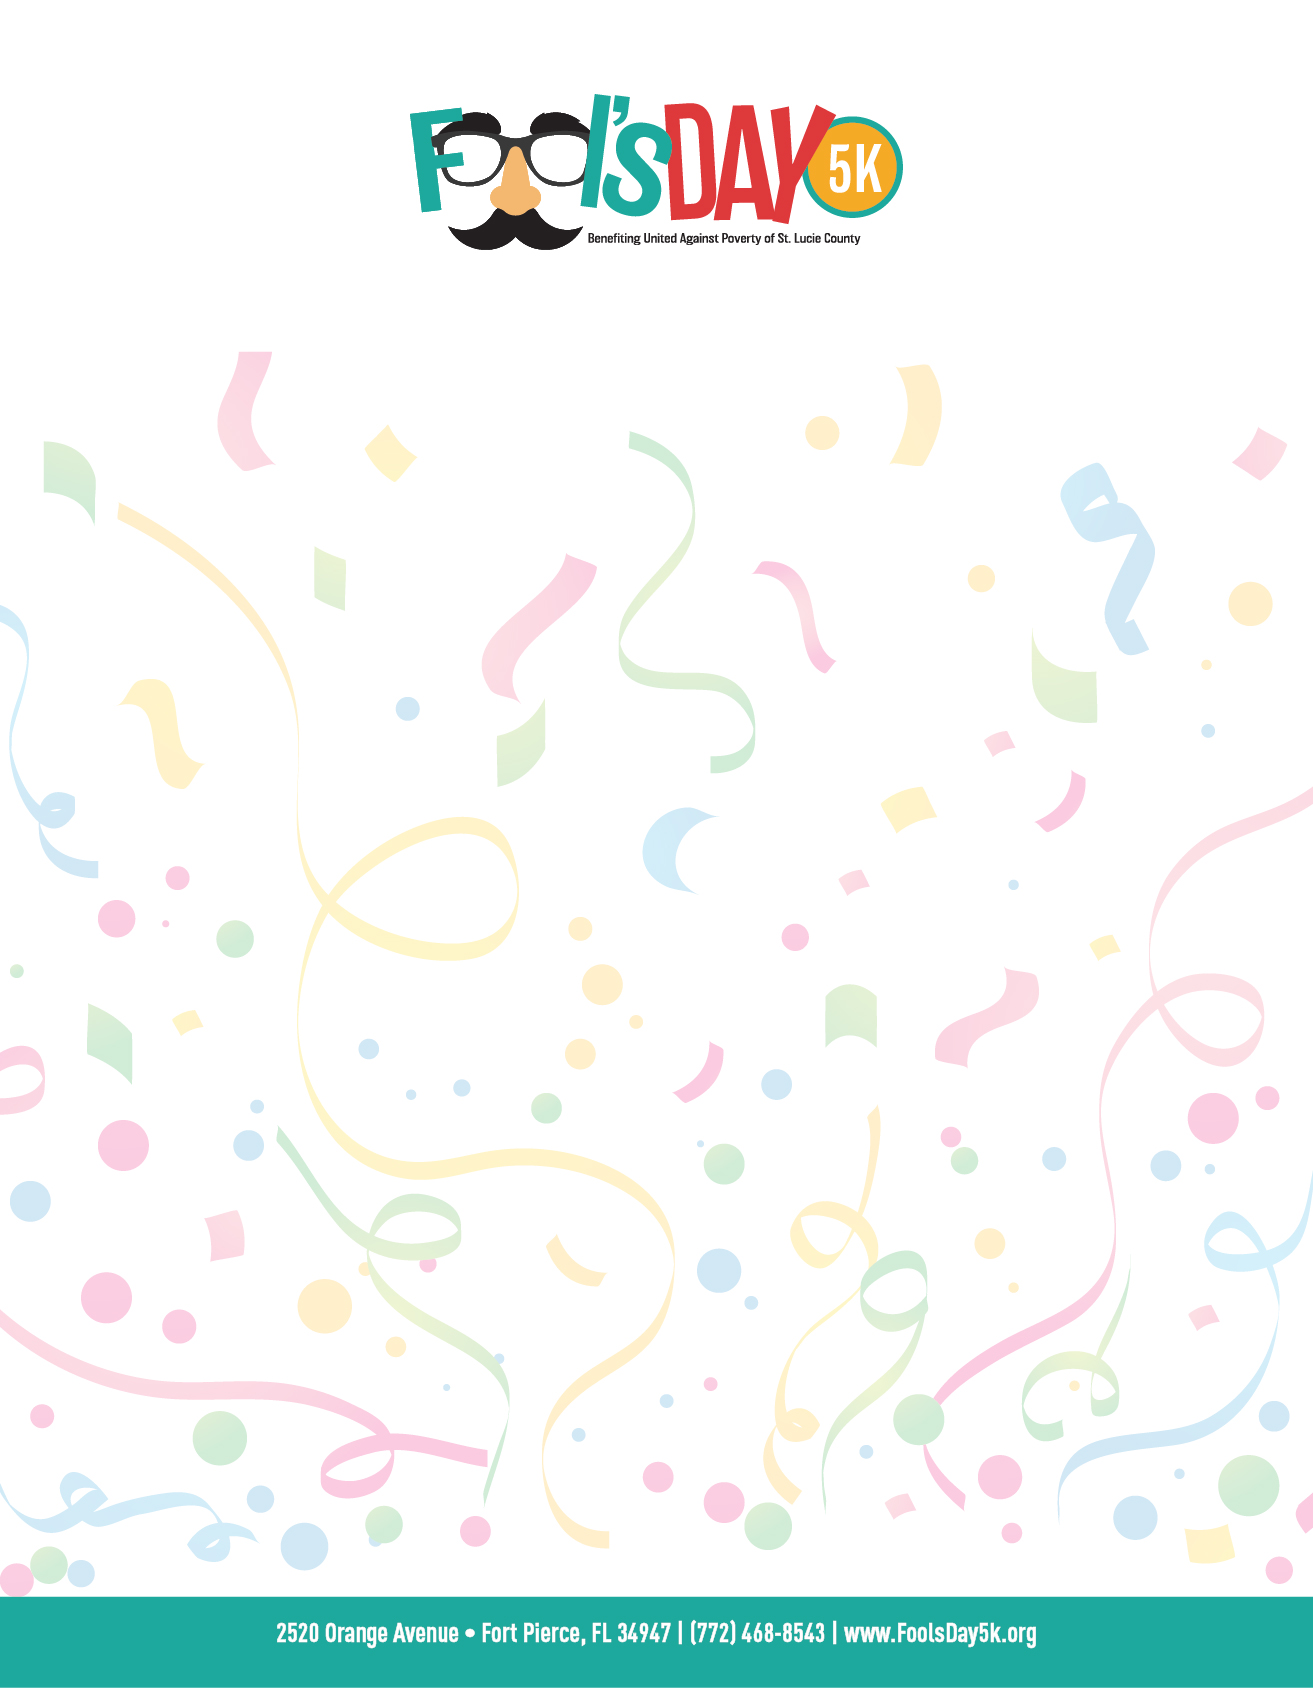 Fool'sDAY 5K
Benefiting United Against Poverty of St. Lucie County
2520 Orange Avenue • Fort Pierce, FL 34947 | (772) 468-8543 | www.FoolsDay5k.org